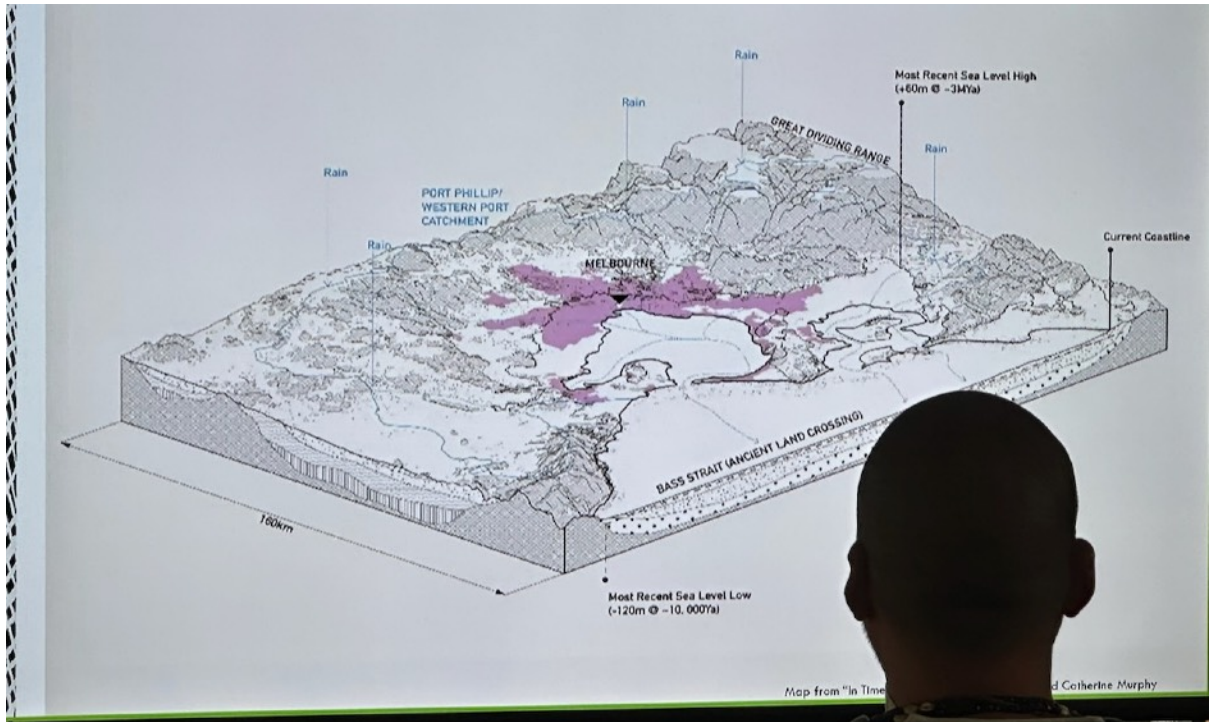 Rain
Most Recent Sea Level High
(+60m @ ~3MYa)
Rain
GREAT DIVIDING RANGE
Rain
Rain
PORT PHILLIP/
WESTERN PORT
CATCHMENT
Rain
Current Coastline
MELBOURNE
BASS STRAIT (ANCIENT LAND CROSSING)
160km
Most Recent Sea Level Low
(-120m @ ~10,000Ya)
Map from "In Time
d Catherine Murphy